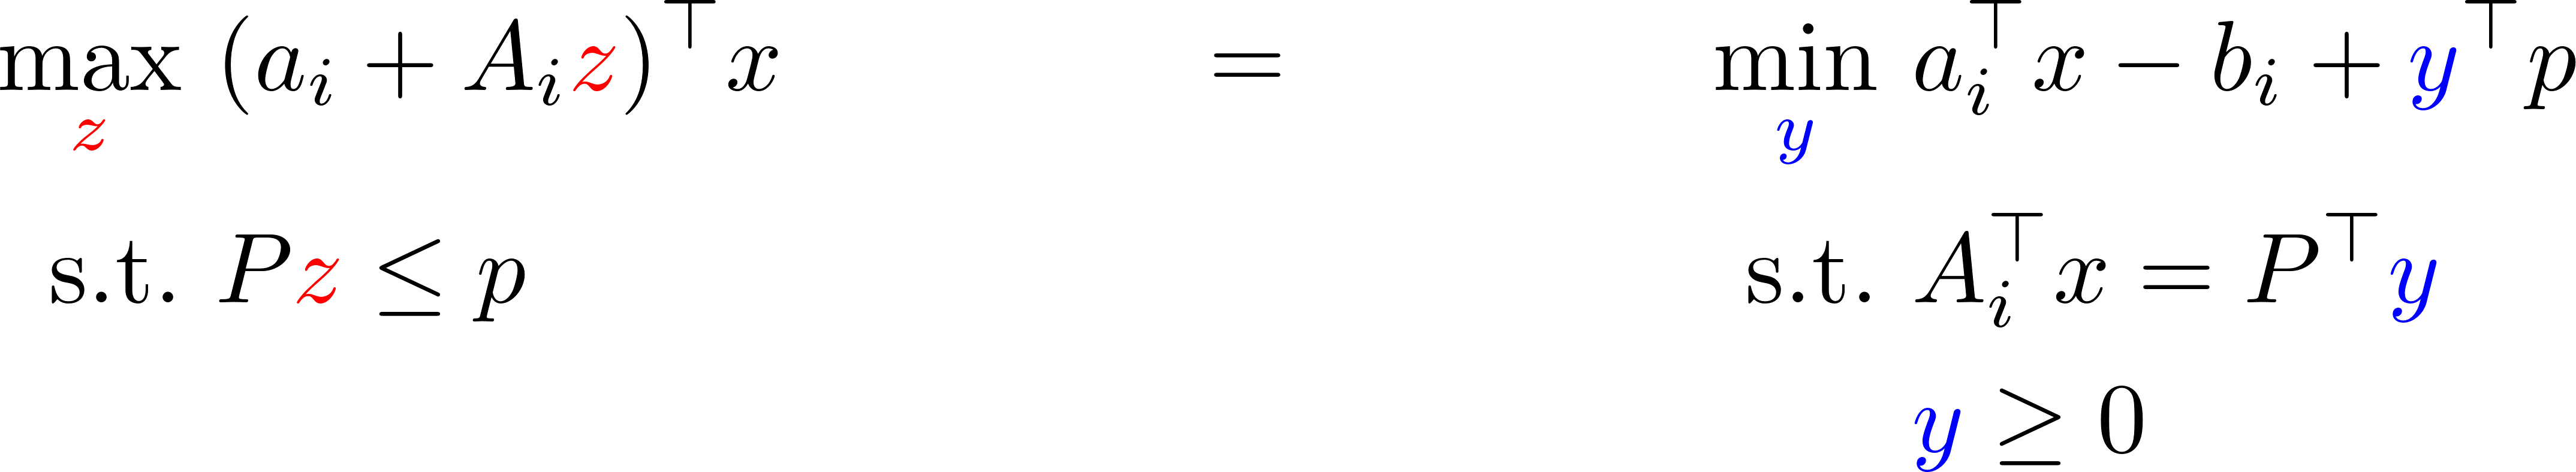 max (a_i + A_i z)^⊤ x = min a_i^⊤ x − b_i + y^⊤ p
z y
s.t. Pz ≤ p s.t. A_i^⊤ x = P^⊤ y
y ≥ 0